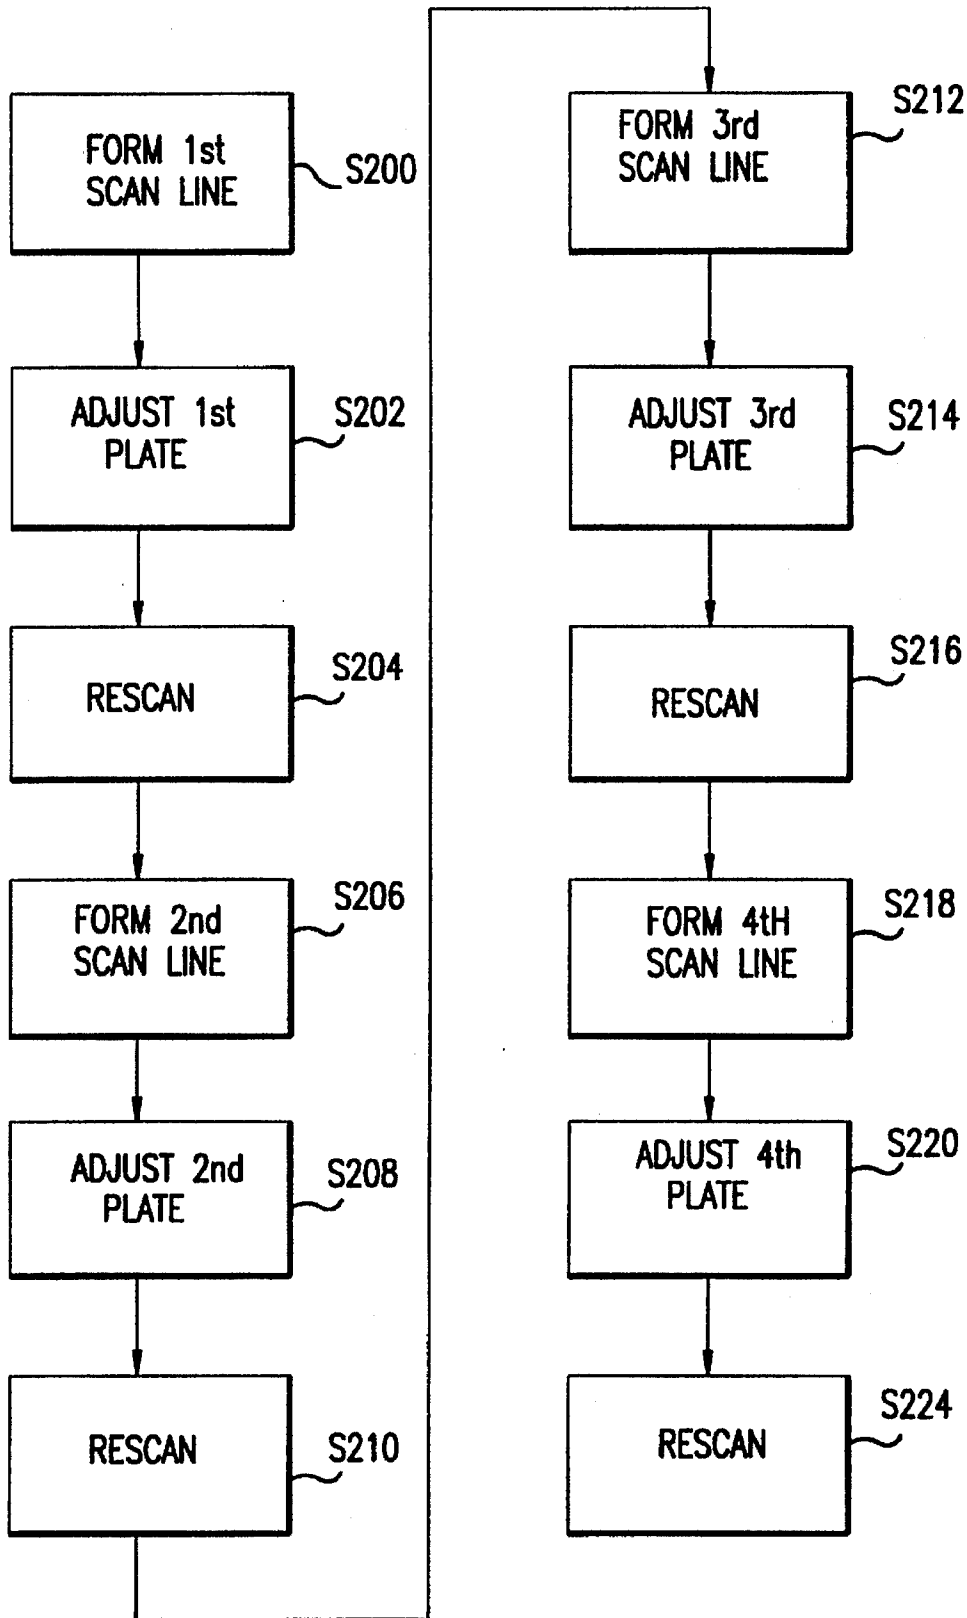 FORM 1st
SCAN LINE
S200
ADJUST 1st
PLATE
S202
RESCAN
S204
FORM 2nd
SCAN LINE
S206
ADJUST 2nd
PLATE
S208
RESCAN
S210
FORM 3rd
SCAN LINE
S212
ADJUST 3rd
PLATE
S214
RESCAN
S216
FORM 4tH
SCAN LINE
S218
ADJUST 4th
PLATE
S220
RESCAN
S224